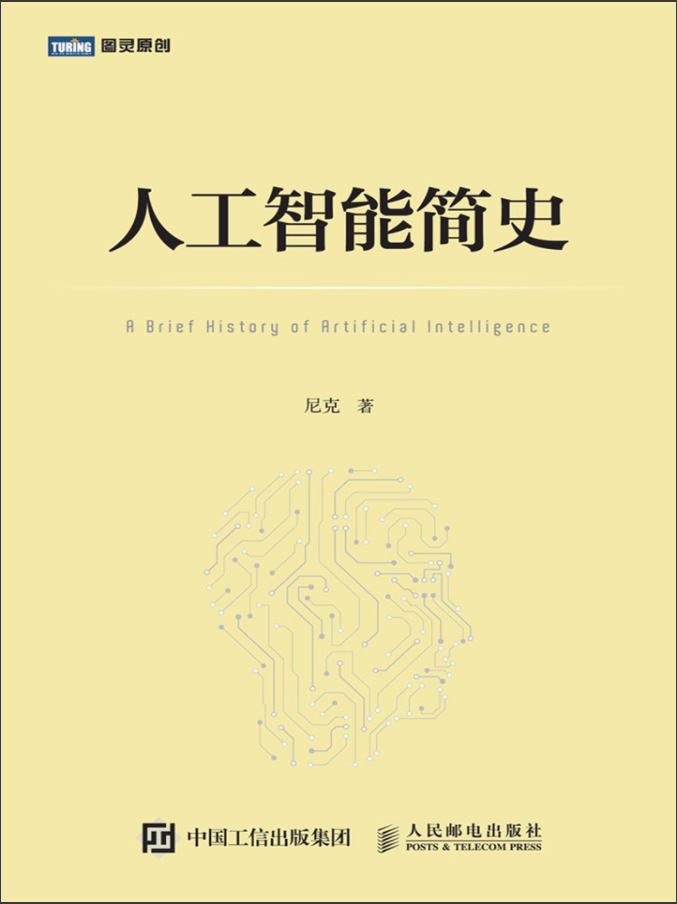 TURING 图灵原创
人工智能简史
A Brief History of Artificial Intelligence
尼克 著
中国工信出版集团 人民邮电出版社
POSTS & TELECOM PRESS